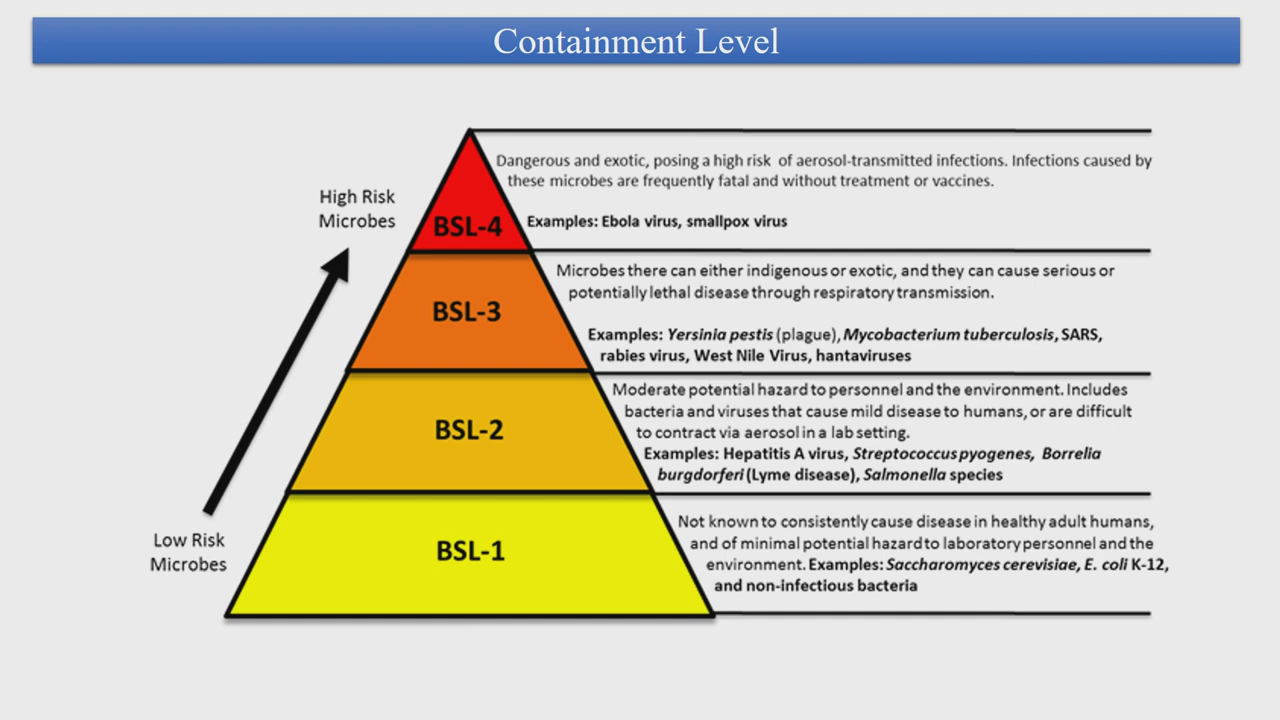 Containment Level
Dangerous and exotic, posing a high risk of aerosol-transmitted infections. Infections caused by
these microbes are frequently fatal and without treatment or vaccines.
High Risk
Microbes
BSL-4
Examples: Ebola virus, smallpox virus
Microbes there can either indigenous or exotic, and they can cause serious or
potentially lethal disease through respiratory transmission.
BSL-3
Examples: Yersinia pestis (plague), Mycobacterium tuberculosis, SARS,
rabies virus, West Nile Virus, hantaviruses
Moderate potential hazard to personnel and the environment. Includes
bacteria and viruses that cause mild disease to humans, or are difficult
to contract via aerosol in a lab setting.
BSL-2
Examples: Hepatitis A virus, Streptococcus pyogenes, Borrelia
burgdorferi (Lyme disease), Salmonella species
Not known to consistently cause disease in healthy adult humans,
and of minimal potential hazard to laboratory personnel and the
environment. Examples: Saccharomyces cerevisiae, E. coli K-12,
and non-infectious bacteria
BSL-1
Low Risk
Microbes